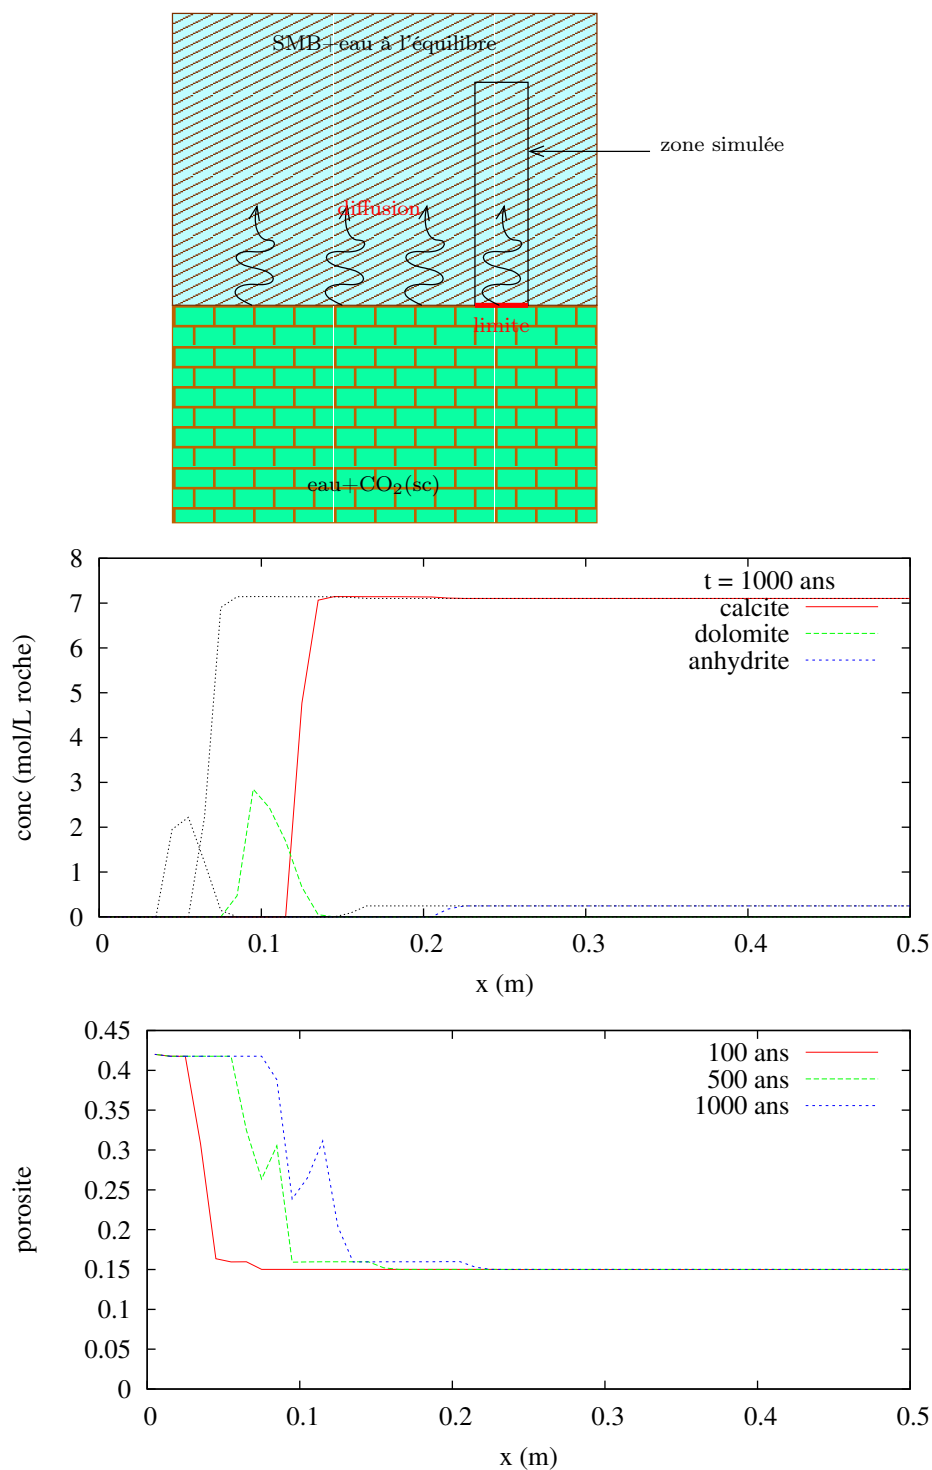 SMB–eau à l'équilibre
zone simulée
diffusion
limite
eau+CO₂(sc)
8
7
6
5
4
3
2
1
0
conc (mol/L roche)
t = 1000 ans
calcite
dolomite
anhydrite
0 0.1 0.2 0.3 0.4 0.5
x (m)
0.45
0.4
0.35
0.3
0.25
0.2
0.15
0.1
0.05
0
porosite
100 ans
500 ans
1000 ans
0 0.1 0.2 0.3 0.4 0.5
x (m)